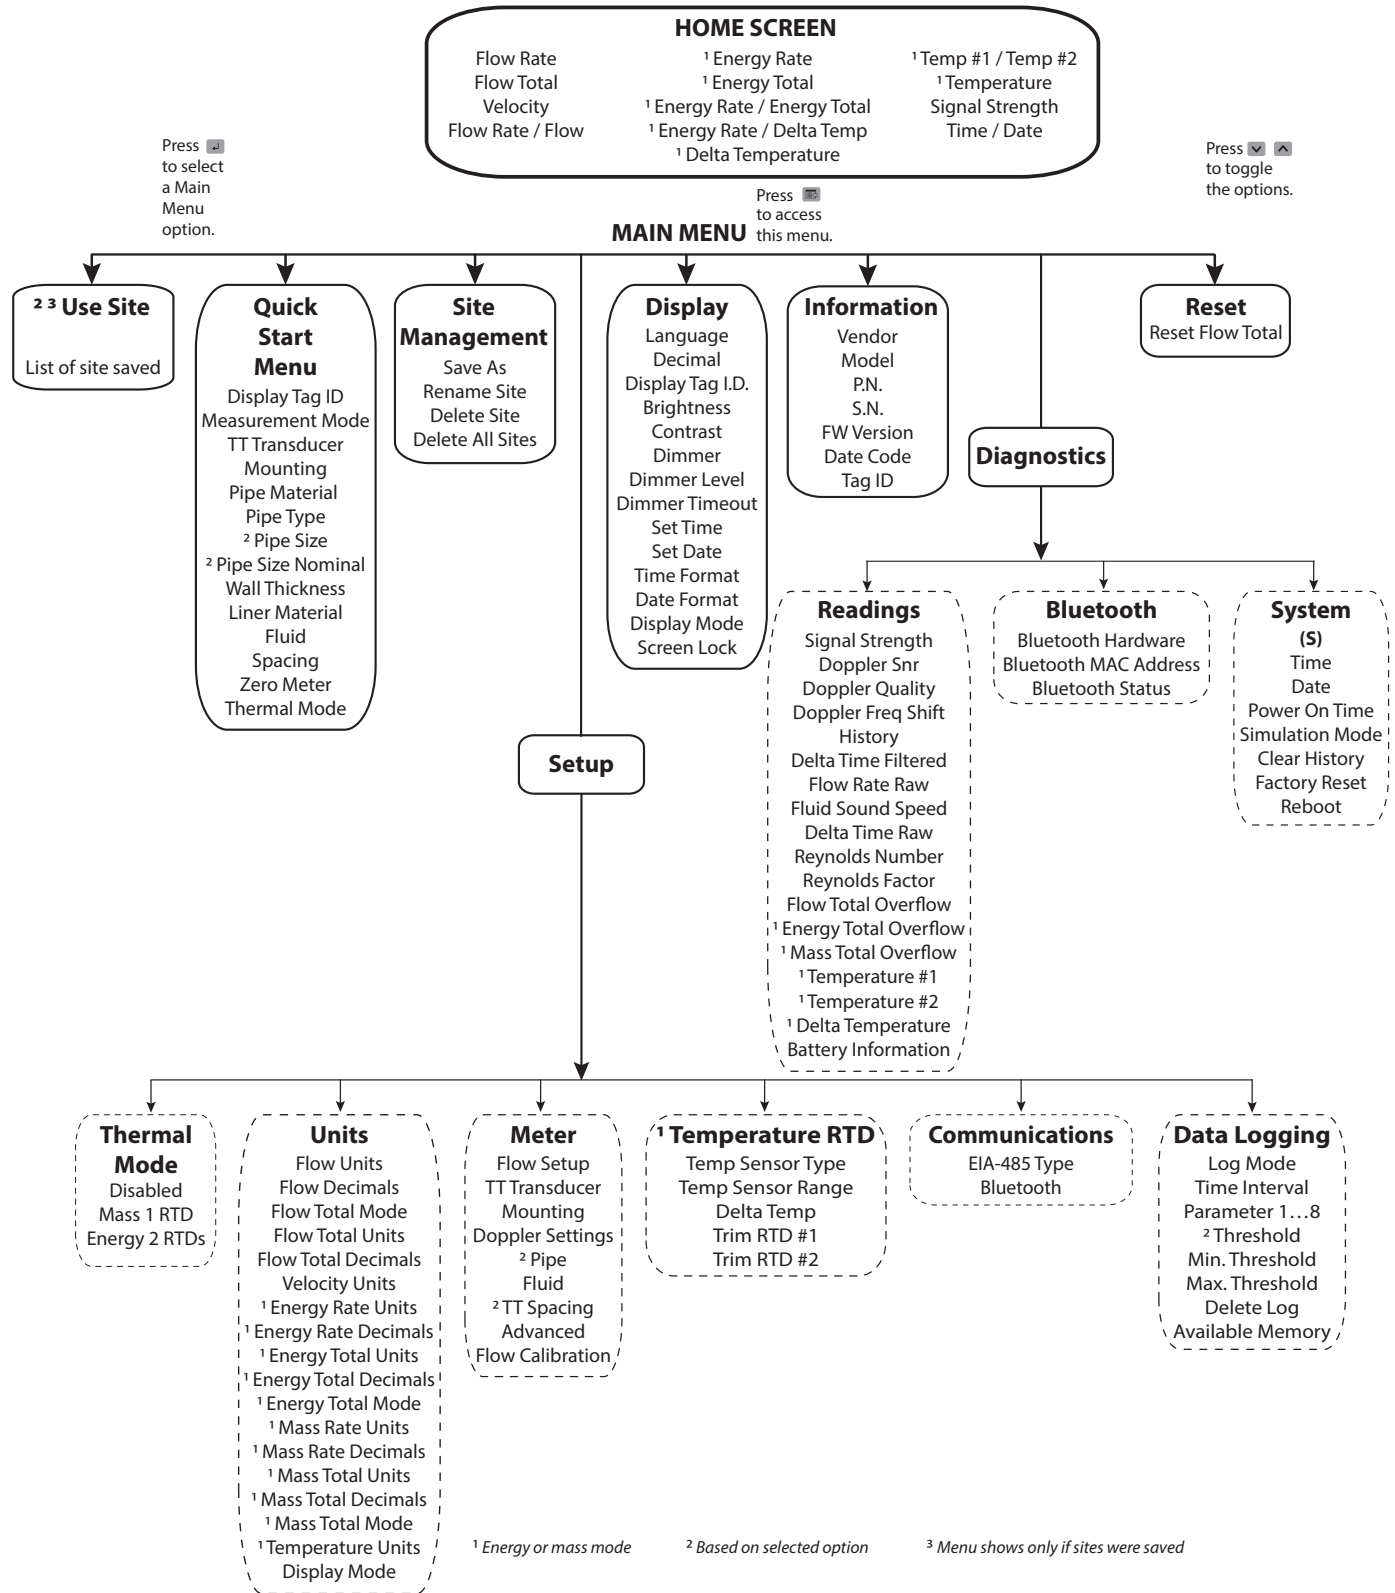 HOME SCREEN
Flow Rate
Flow Total
Velocity
Flow Rate / Flow
¹ Energy Rate
¹ Energy Total
¹ Energy Rate / Energy Total
¹ Energy Rate / Delta Temp
¹ Delta Temperature
¹ Temp #1 / Temp #2
¹ Temperature
Signal Strength
Time / Date
Press
to select
a Main
Menu
option.
Press
to access
this menu.
MAIN MENU
Press
to toggle
the options.
² ³ Use Site
List of site saved
Quick
Start
Menu
Display Tag ID
Measurement Mode
TT Transducer
Mounting
Pipe Material
Pipe Type
² Pipe Size
² Pipe Size Nominal
Wall Thickness
Liner Material
Fluid
Spacing
Zero Meter
Thermal Mode
Site
Management
Save As
Rename Site
Delete Site
Delete All Sites
Display
Language
Decimal
Display Tag I.D.
Brightness
Contrast
Dimmer
Dimmer Level
Dimmer Timeout
Set Time
Set Date
Time Format
Date Format
Display Mode
Screen Lock
Information
Vendor
Model
P.N.
S.N.
FW Version
Date Code
Tag ID
Reset
Reset Flow Total
Diagnostics
Readings
Signal Strength
Doppler Snr
Doppler Quality
Doppler Freq Shift
History
Delta Time Filtered
Flow Rate Raw
Fluid Sound Speed
Delta Time Raw
Reynolds Number
Reynolds Factor
Flow Total Overflow
¹ Energy Total Overflow
¹ Mass Total Overflow
¹ Temperature #1
¹ Temperature #2
¹ Delta Temperature
Battery Information
Bluetooth
Bluetooth Hardware
Bluetooth MAC Address
Bluetooth Status
System
(S)
Time
Date
Power On Time
Simulation Mode
Clear History
Factory Reset
Reboot
Setup
Thermal
Mode
Disabled
Mass 1 RTD
Energy 2 RTDs
Units
Flow Units
Flow Decimals
Flow Total Mode
Flow Total Units
Flow Total Decimals
Velocity Units
¹ Energy Rate Units
¹ Energy Rate Decimals
¹ Energy Total Units
¹ Energy Total Decimals
¹ Energy Total Mode
¹ Mass Rate Units
¹ Mass Rate Decimals
¹ Mass Total Units
¹ Mass Total Decimals
¹ Mass Total Mode
¹ Temperature Units
Display Mode
Meter
Flow Setup
TT Transducer
Mounting
Doppler Settings
² Pipe
Fluid
² TT Spacing
Advanced
Flow Calibration
¹ Temperature RTD
Temp Sensor Type
Temp Sensor Range
Delta Temp
Trim RTD #1
Trim RTD #2
Communications
EIA-485 Type
Bluetooth
Data Logging
Log Mode
Time Interval
Parameter 1…8
² Threshold
Min. Threshold
Max. Threshold
Delete Log
Available Memory
¹ Energy or mass mode
² Based on selected option
³ Menu shows only if sites were saved